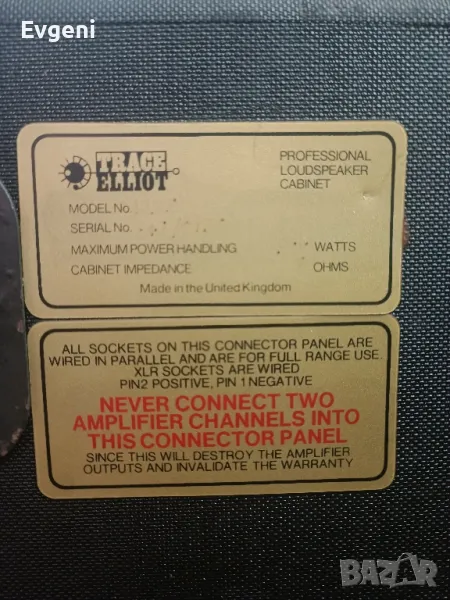 Evgeni
TRACE
ELLIOT
PROFESSIONAL
LOUDSPEAKER
CABINET
MODEL No.
SERIAL No.
MAXIMUM POWER HANDLING WATTS
CABINET IMPEDANCE OHMS
Made in the United Kingdom
ALL SOCKETS ON THIS CONNECTOR PANEL ARE
WIRED IN PARALLEL AND ARE FOR FULL RANGE USE.
XLR SOCKETS ARE WIRED
PIN2 POSITIVE, PIN 1 NEGATIVE
NEVER CONNECT TWO
AMPLIFIER CHANNELS INTO
THIS CONNECTOR PANEL
SINCE THIS WILL DESTROY THE AMPLIFIER
OUTPUTS AND INVALIDATE THE WARRANTY
BAZAR